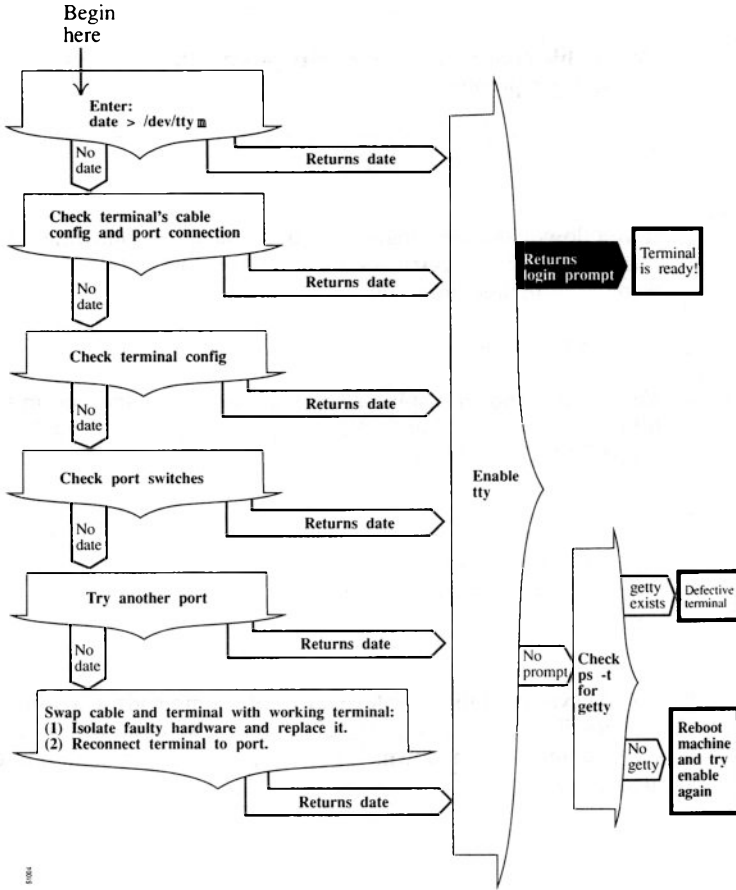 Begin
here
Enter:
date > /dev/tty m
No
date
Returns date
Check terminal's cable
config and port connection
No
date
Returns date
Check terminal config
No
date
Returns date
Check port switches
No
date
Returns date
Try another port
No
date
Returns date
Swap cable and terminal with working terminal:
(1) Isolate faulty hardware and replace it.
(2) Reconnect terminal to port.
Returns date
Enable
tty
Returns
login prompt
Terminal
is ready!
No
prompt
Check
ps -t
for
getty
getty
exists
Defective
terminal
No
getty
Reboot
machine
and try
enable
again